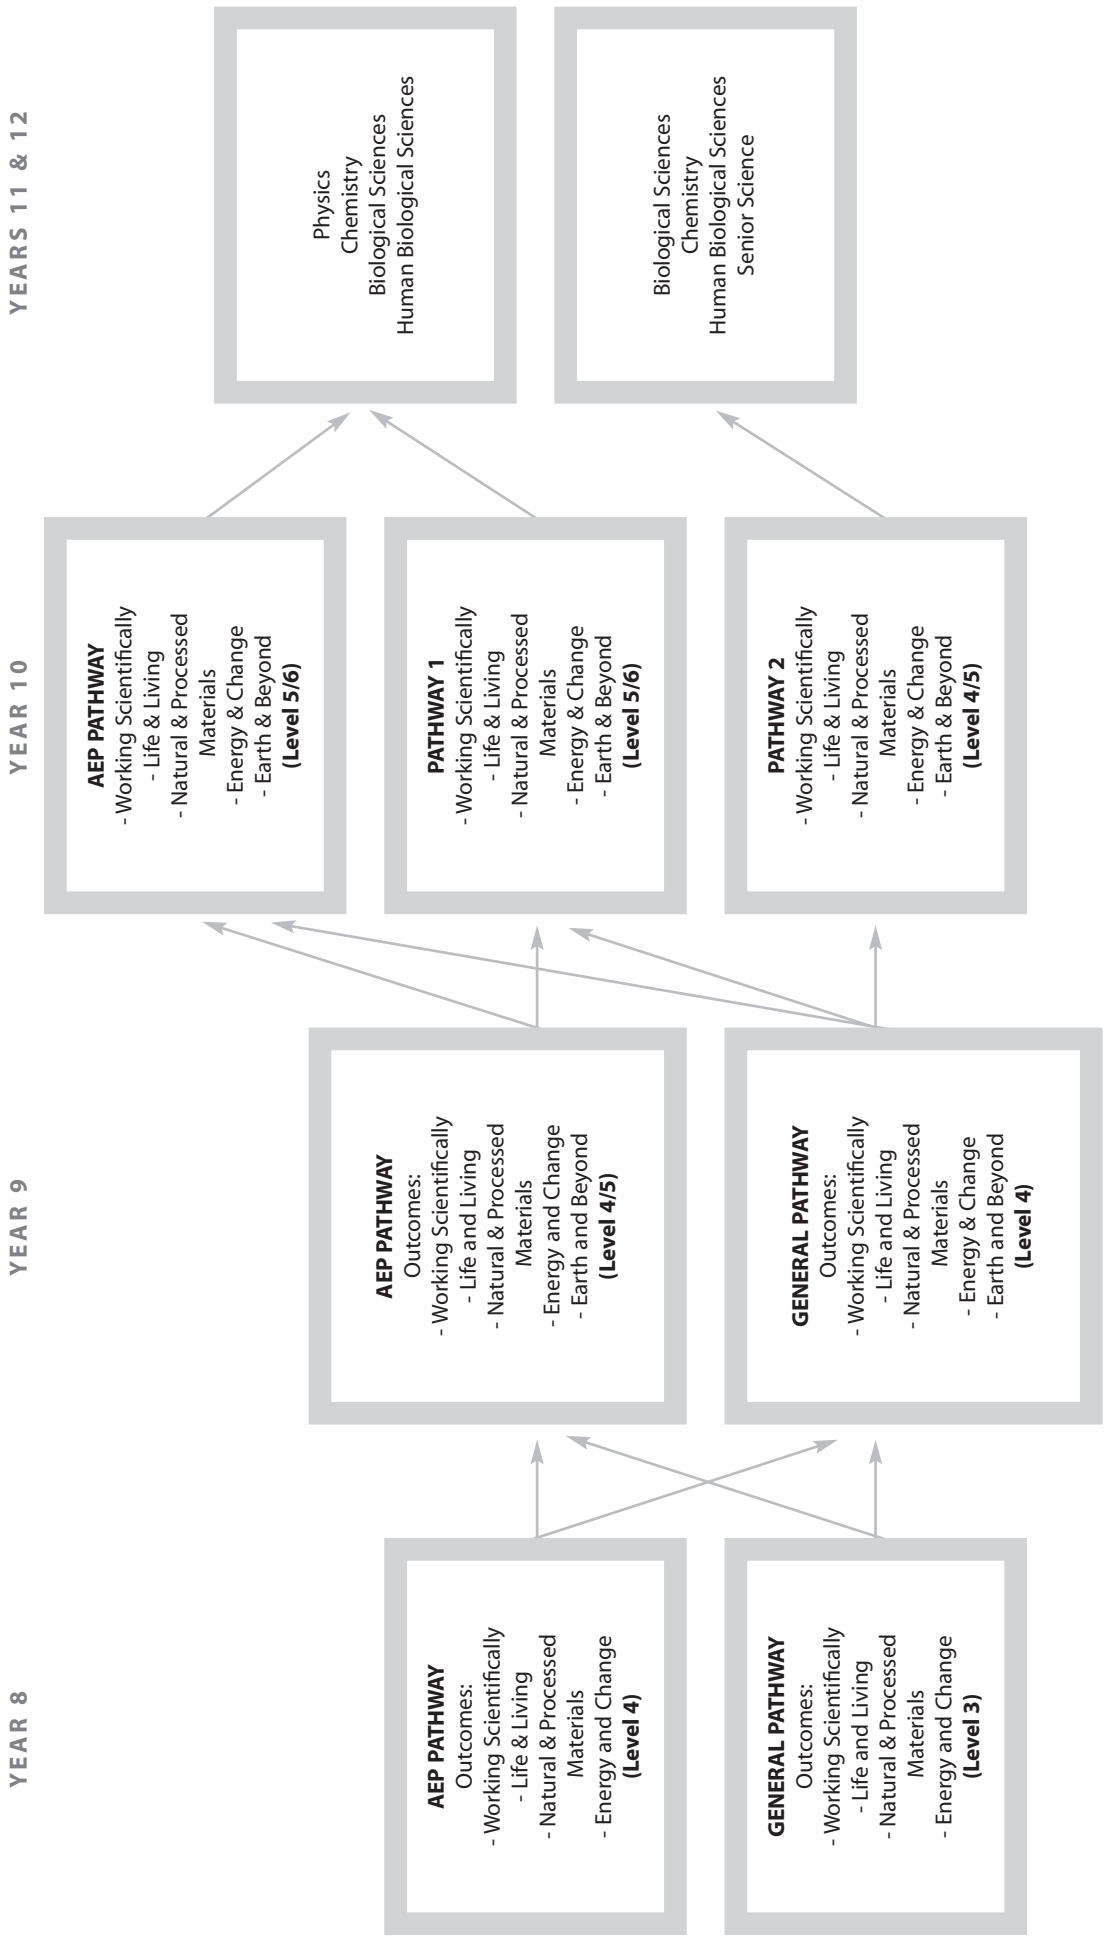 YEAR 8
AEP PATHWAY
Outcomes:
- Working Scientifically
- Life & Living
- Natural & Processed
Materials
- Energy and Change
(Level 4)
GENERAL PATHWAY
Outcomes:
- Working Scientifically
- Life and Living
- Natural & Processed
Materials
- Energy and Change
(Level 3)
YEAR 9
AEP PATHWAY
Outcomes:
- Working Scientifically
- Life and Living
- Natural & Processed
Materials
- Energy and Change
- Earth and Beyond
(Level 4/5)
GENERAL PATHWAY
Outcomes:
- Working Scientifically
- Life and Living
- Natural & Processed
Materials
- Energy & Change
- Earth and Beyond
(Level 4)
YEAR 10
AEP PATHWAY
- Working Scientifically
- Life & Living
- Natural & Processed
Materials
- Energy & Change
- Earth & Beyond
(Level 5/6)
PATHWAY 1
- Working Scientifically
- Life & Living
- Natural & Processed
Materials
- Energy & Change
- Earth & Beyond
(Level 5/6)
PATHWAY 2
- Working Scientifically
- Life & Living
- Natural & Processed
Materials
- Energy & Change
- Earth & Beyond
(Level 4/5)
YEARS 11 & 12
Physics
Chemistry
Biological Sciences
Human Biological Sciences
Biological Sciences
Chemistry
Human Biological Sciences
Senior Science